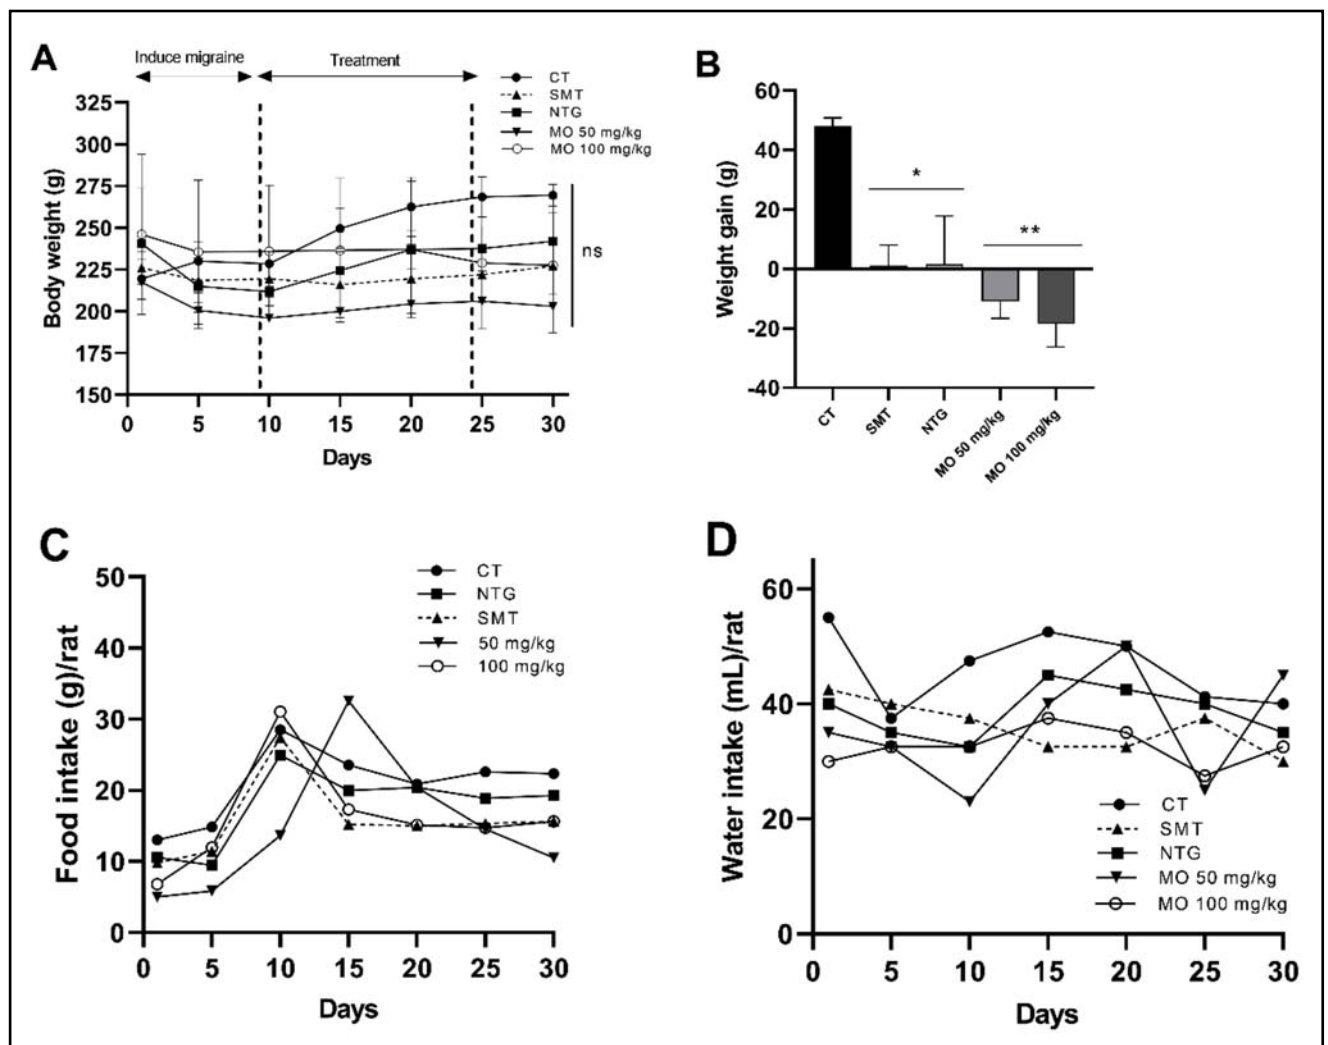 A
Induce migraine
Treatment
CT
SMT
NTG
MO 50 mg/kg
MO 100 mg/kg
Body weight (g)
325
300
275
250
225
200
175
150
0 5 10 15 20 25 30
Days
ns
B
Weight gain (g)
60
40
20
0
-20
-40
*
**
CT
SMT
NTG
MO 50 mg/kg
MO 100 mg/kg
C
Food intake (g)/rat
50
40
30
20
10
0
0 5 10 15 20 25 30
Days
CT
NTG
SMT
50 mg/kg
100 mg/kg
D
Water intake (mL)/rat
60
40
20
0
0 5 10 15 20 25 30
Days
CT
SMT
NTG
MO 50 mg/kg
MO 100 mg/kg